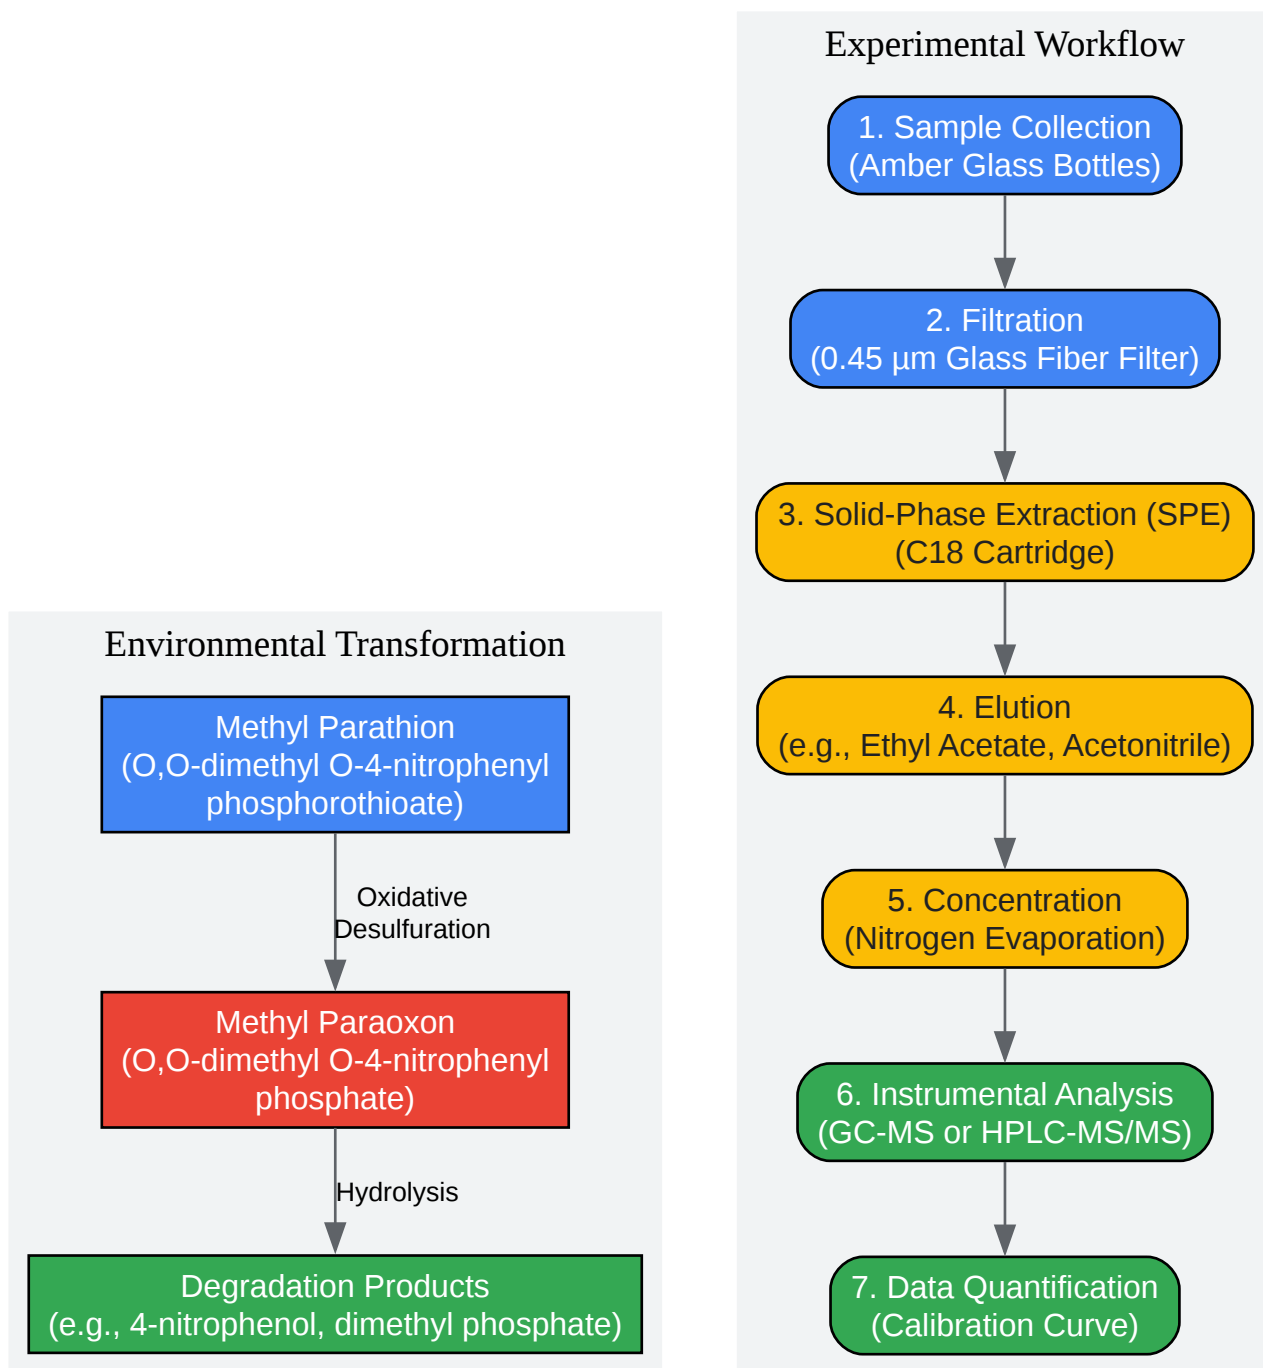 Experimental Workflow
1. Sample Collection
(Amber Glass Bottles)
2. Filtration
(0.45 µm Glass Fiber Filter)
3. Solid-Phase Extraction (SPE)
(C18 Cartridge)
4. Elution
(e.g., Ethyl Acetate, Acetonitrile)
5. Concentration
(Nitrogen Evaporation)
6. Instrumental Analysis
(GC-MS or HPLC-MS/MS)
7. Data Quantification
(Calibration Curve)
Environmental Transformation
Methyl Parathion
(O,O-dimethyl O-4-nitrophenyl
phosphorothioate)
Oxidative
Desulfuration
Methyl Paraoxon
(O,O-dimethyl O-4-nitrophenyl
phosphate)
Hydrolysis
Degradation Products
(e.g., 4-nitrophenol, dimethyl phosphate)